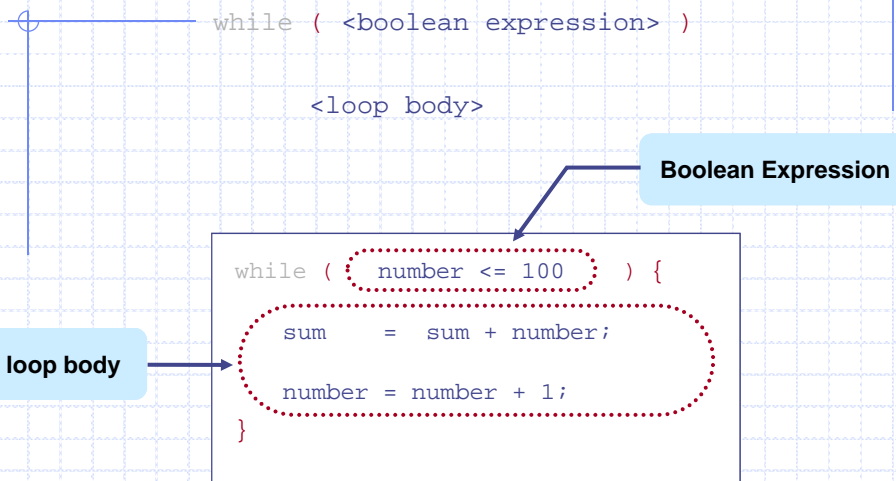 while ( <boolean expression> )
<loop body>
Boolean Expression
while ( number <= 100 ) {
sum = sum + number;
loop body
number = number + 1;
}